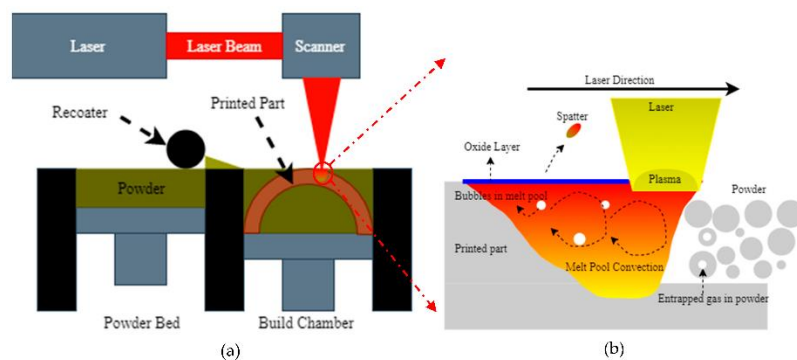 Laser
Laser Beam
Scanner
Printed Part
Recoater
Powder
Powder Bed
Build Chamber
(a)
Laser Direction
Laser
Spatter
Oxide Layer
Plasma
Powder
Bubbles in melt pool
Printed part
Melt Pool Convection
Entrapped gas in powder
(b)